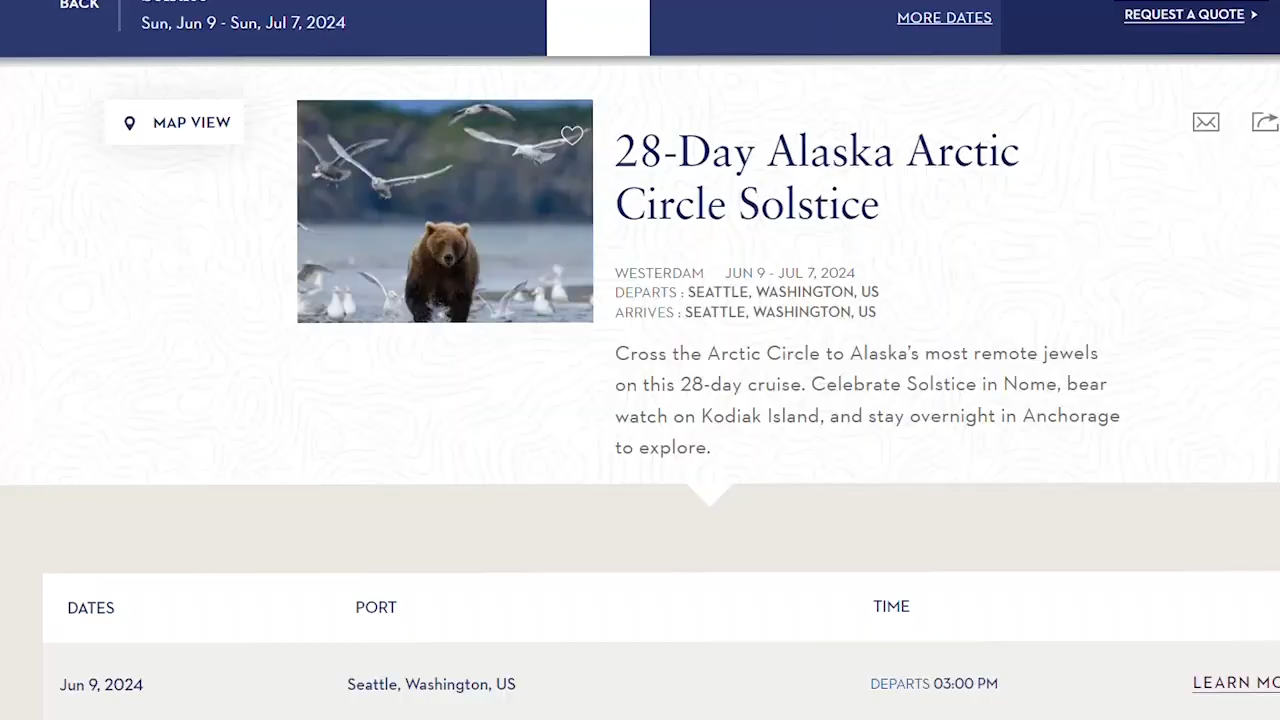 BACK
Sun, Jun 9 - Sun, Jul 7, 2024
MORE DATES
REQUEST A QUOTE
MAP VIEW
28-Day Alaska Arctic
Circle Solstice
WESTERDAM JUN 9 - JUL 7, 2024
DEPARTS : SEATTLE, WASHINGTON, US
ARRIVES : SEATTLE, WASHINGTON, US
Cross the Arctic Circle to Alaska's most remote jewels
on this 28-day cruise. Celebrate Solstice in Nome, bear
watch on Kodiak Island, and stay overnight in Anchorage
to explore.
DATES PORT TIME
Jun 9, 2024 Seattle, Washington, US DEPARTS 03:00 PM LEARN MO